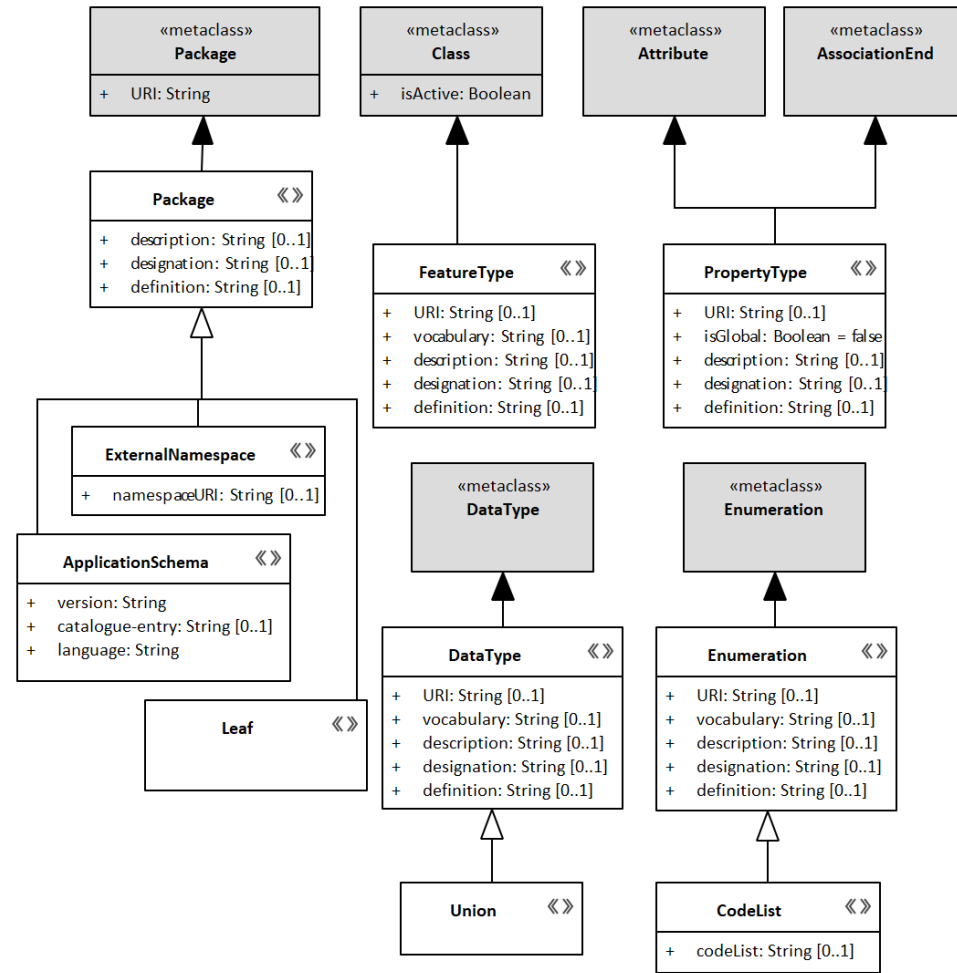 «metaclass»
Package
+ URI: String
«metaclass»
Class
+ isActive: Boolean
«metaclass»
Attribute
«metaclass»
AssociationEnd
Package «»
+ description: String [0..1]
+ designation: String [0..1]
+ definition: String [0..1]
FeatureType «»
+ URI: String [0..1]
+ vocabulary: String [0..1]
+ description: String [0..1]
+ designation: String [0..1]
+ definition: String [0..1]
PropertyType «»
+ URI: String [0..1]
+ isGlobal: Boolean = false
+ description: String [0..1]
+ designation: String [0..1]
+ definition: String [0..1]
ExternalNamespace «»
+ namespaceURI: String [0..1]
«metaclass»
DataType
«metaclass»
Enumeration
ApplicationSchema «»
+ version: String
+ catalogue-entry: String [0..1]
+ language: String
DataType «»
+ URI: String [0..1]
+ vocabulary: String [0..1]
+ description: String [0..1]
+ designation: String [0..1]
+ definition: String [0..1]
Enumeration «»
+ URI: String [0..1]
+ vocabulary: String [0..1]
+ description: String [0..1]
+ designation: String [0..1]
+ definition: String [0..1]
Leaf «»
Union «»
CodeList «»
+ codeList: String [0..1]